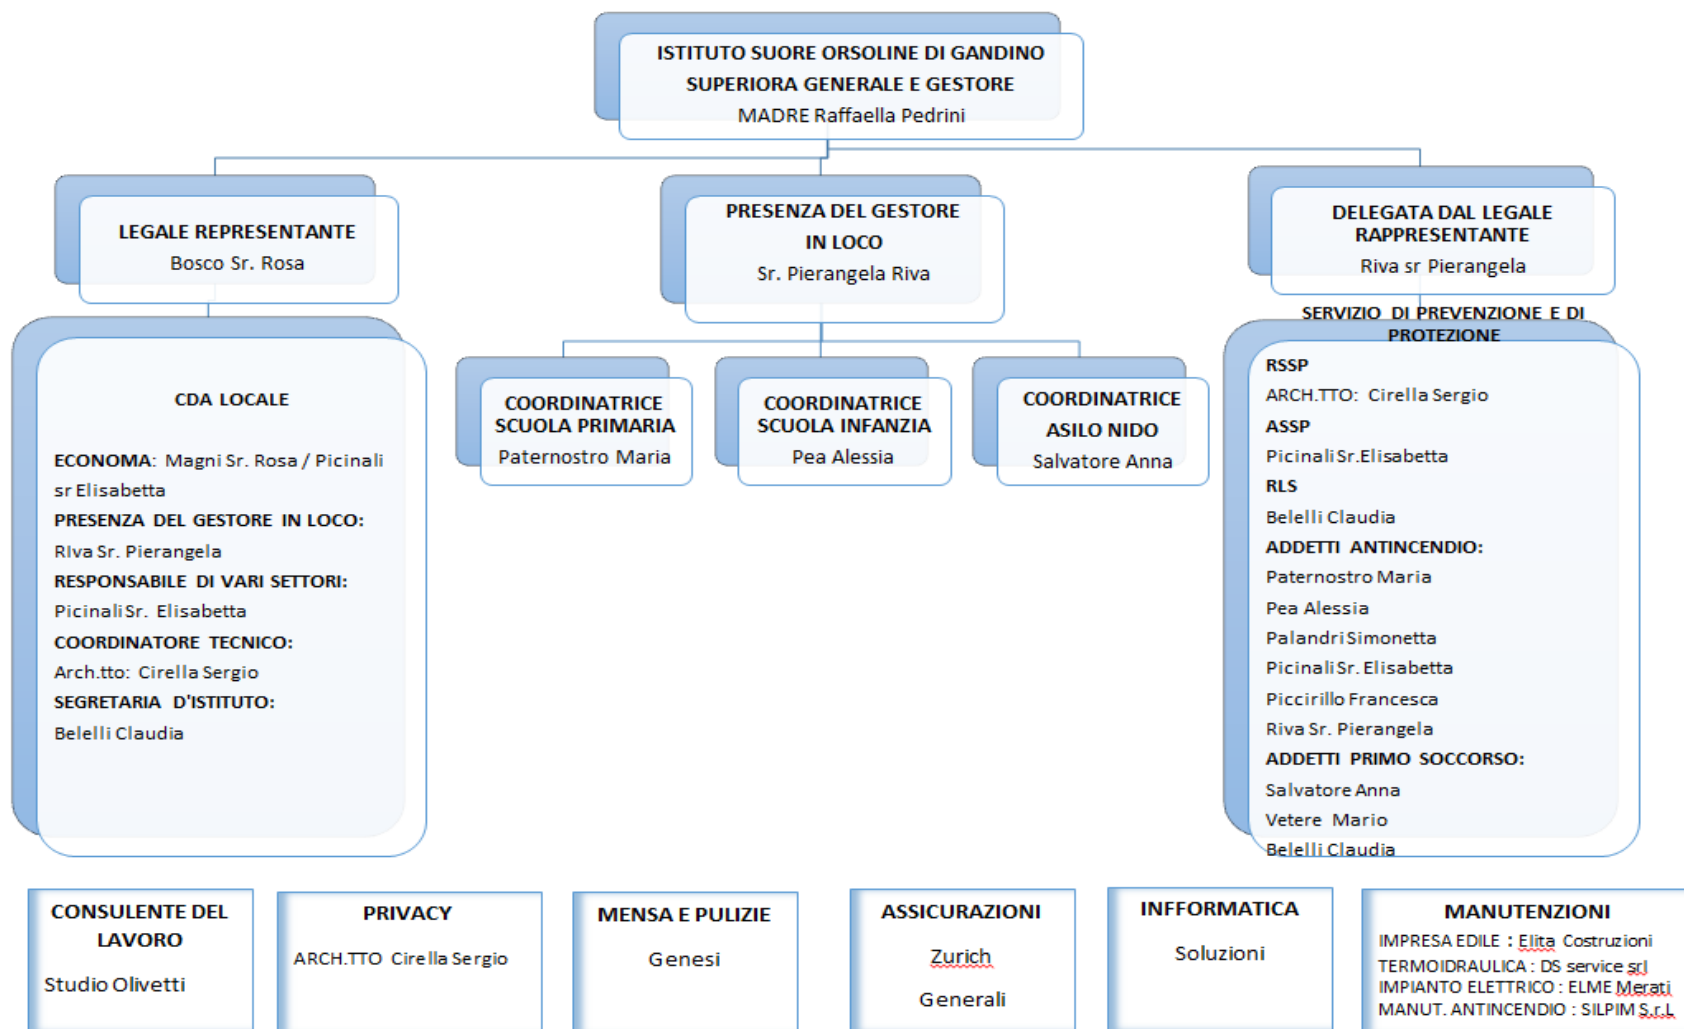 ISTITUTO SUORE ORSOLINE DI GANDINO
SUPERIORA GENERALE E GESTORE
MADRE Raffaella Pedrini
LEGALE REPRESENTANTE
Bosco Sr. Rosa
PRESENZA DEL GESTORE
IN LOCO
Sr. Pierangela Riva
DELEGATA DAL LEGALE
RAPPRESENTANTE
Riva sr Pierangela
CDA LOCALE
ECONOMA: Magni Sr. Rosa / Picinali
sr Elisabetta
PRESENZA DEL GESTORE IN LOCO:
RIva Sr. Pierangela
RESPONSABILE DI VARI SETTORI:
Picinali Sr. Elisabetta
COORDINATORE TECNICO:
Arch.tto: Cirella Sergio
SEGRETARIA D'ISTITUTO:
Belelli Claudia
COORDINATRICE
SCUOLA PRIMARIA
Paternostro Maria
COORDINATRICE
SCUOLA INFANZIA
Pea Alessia
COORDINATRICE
ASILO NIDO
Salvatore Anna
SERVIZIO DI PREVENZIONE E DI
PROTEZIONE
RSSP
ARCH.TTO: Cirella Sergio
ASSP
Picinali Sr.Elisabetta
RLS
Belelli Claudia
ADDETTI ANTINCENDIO:
Paternostro Maria
Pea Alessia
Palandri Simonetta
Picinali Sr. Elisabetta
Piccirillo Francesca
Riva Sr. Pierangela
ADDETTI PRIMO SOCCORSO:
Salvatore Anna
Vetere Mario
Belelli Claudia
CONSULENTE DEL
LAVORO
Studio Olivetti
PRIVACY
ARCH.TTO Cirella Sergio
MENSA E PULIZIE
Genesi
ASSICURAZIONI
Zurich
Generali
INFFORMATICA
Soluzioni
MANUTENZIONI
IMPRESA EDILE : Elita Costruzioni
TERMOIDRAULICA : DS service srl
IMPIANTO ELETTRICO : ELME Merati
MANUT. ANTINCENDIO : SILPIM S.r.L